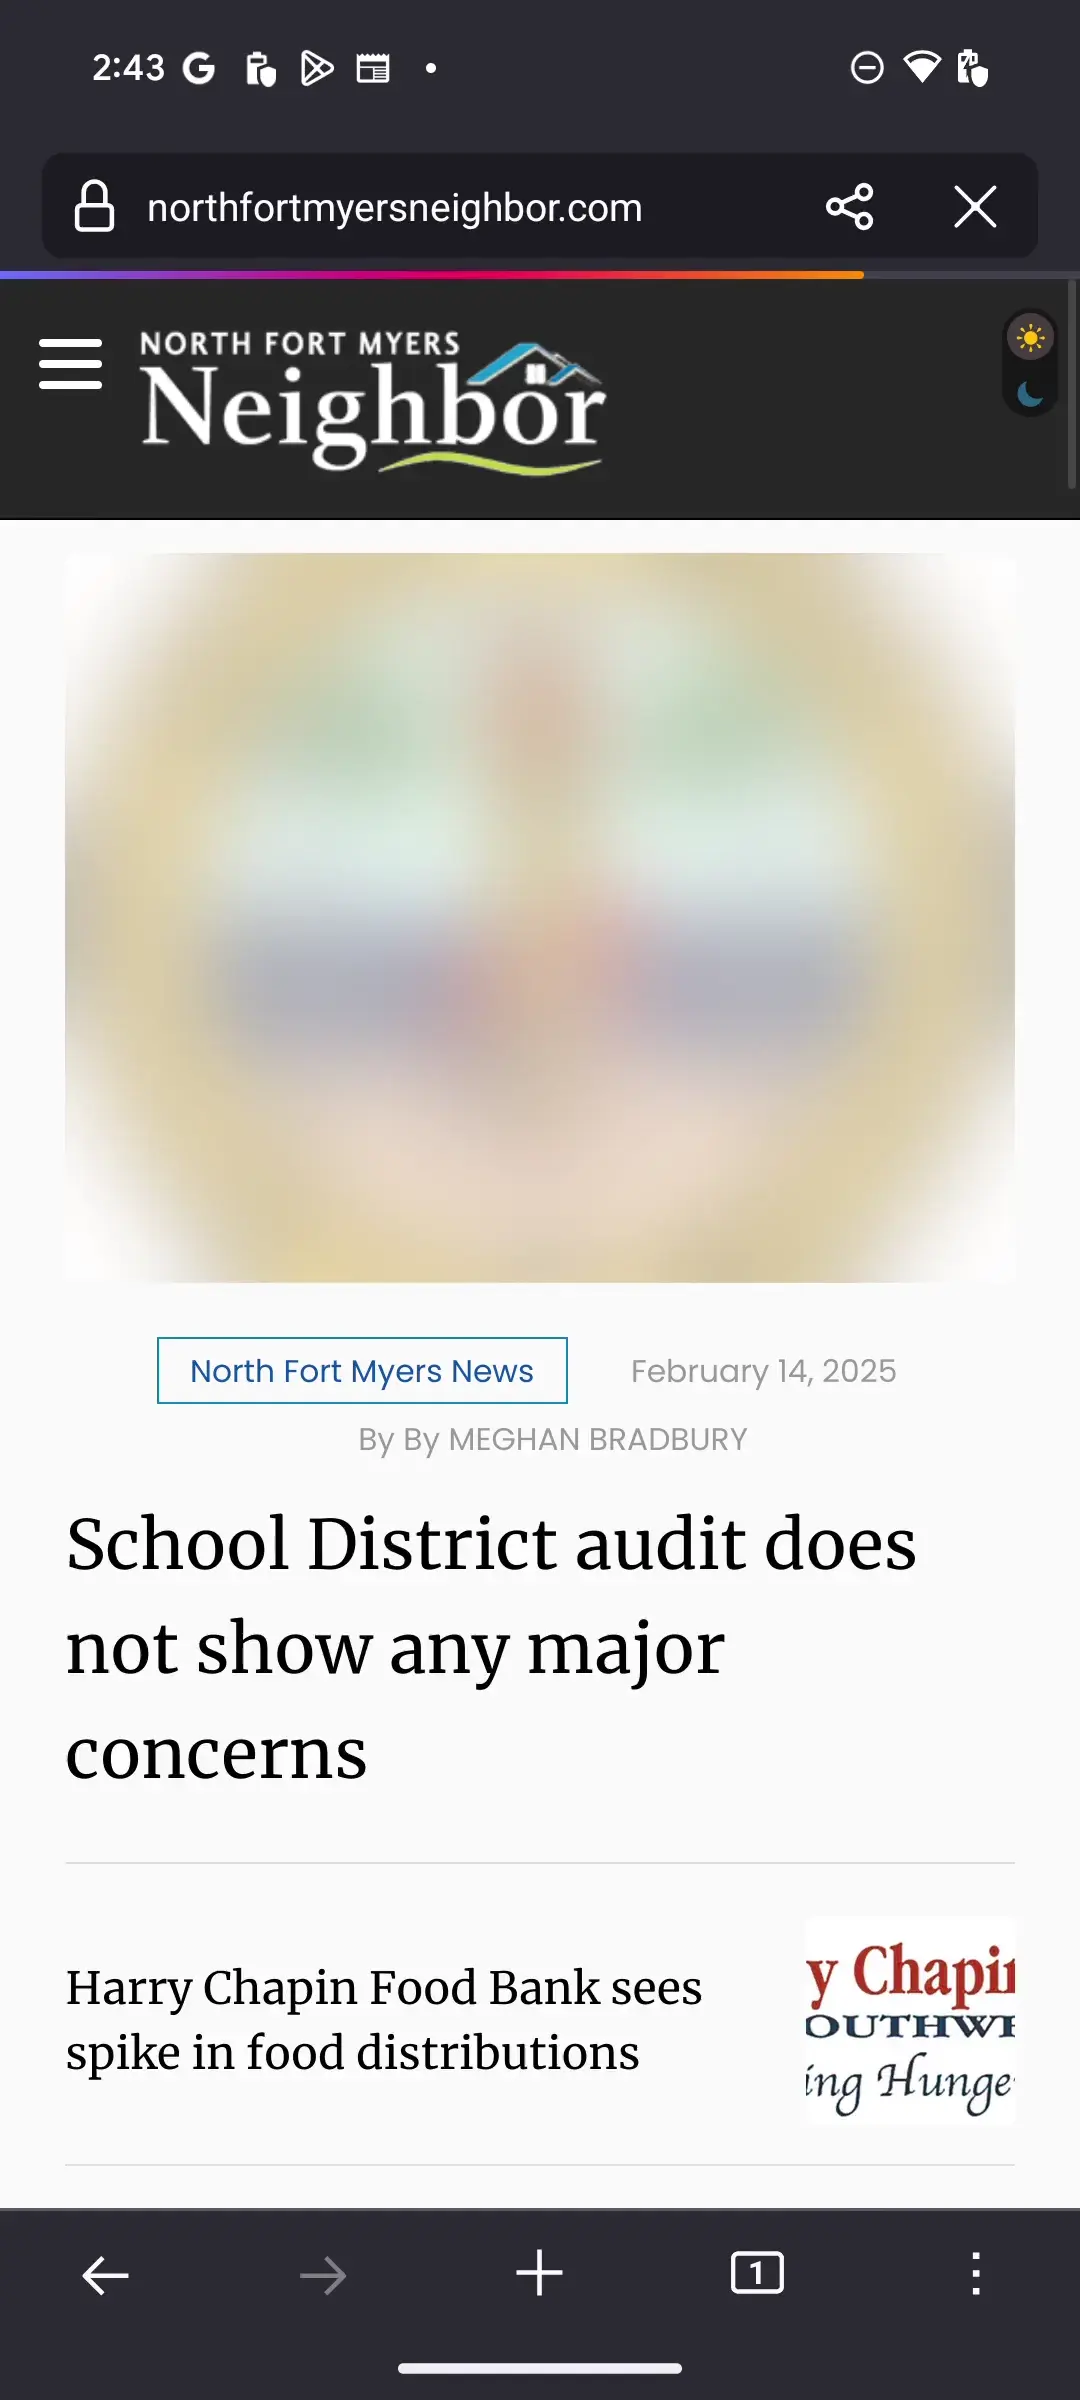 2:43
northfortmyersneighbor.com
NORTH FORT MYERS
Neighbor
North Fort Myers News
February 14, 2025
By By MEGHAN BRADBURY
School District audit does
not show any major
concerns
Harry Chapin Food Bank sees
spike in food distributions
y Chapin
OUTHWE
ing Hunge
1